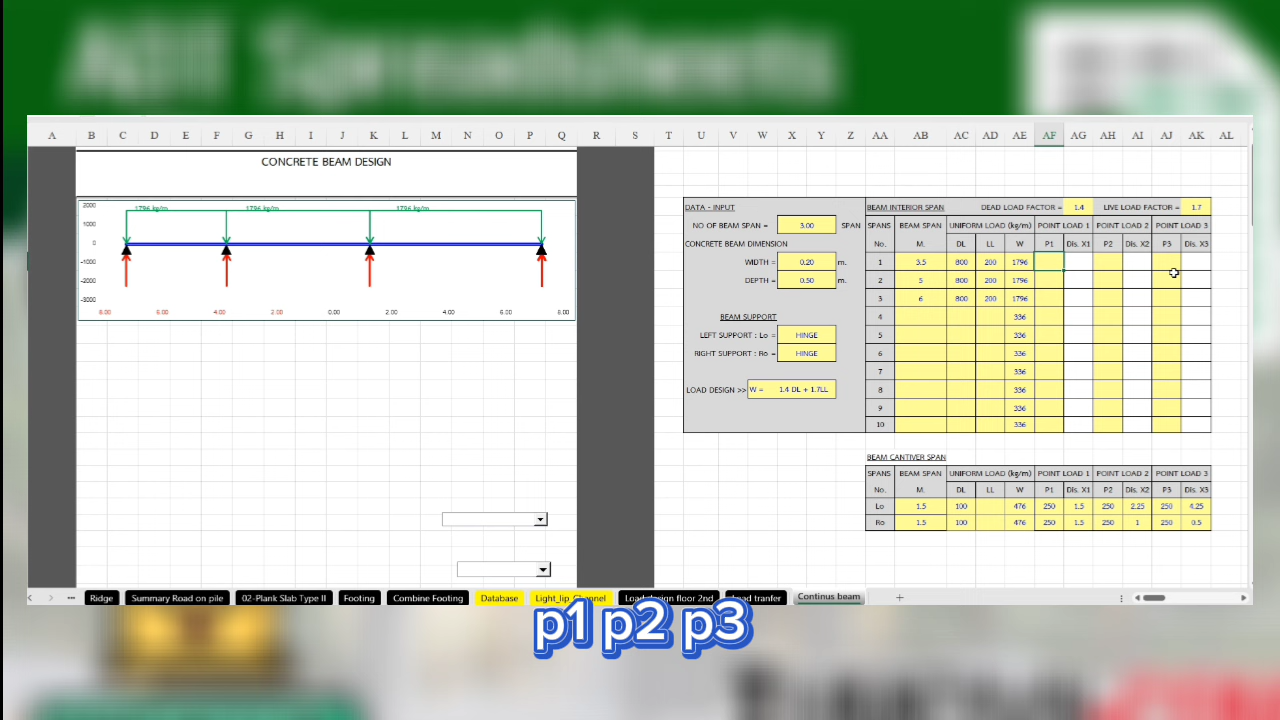 A B C D E F G H I J K L M N O P Q R S T U V W X Y Z AA AB AC AD AE AF AG AH AI AJ AK AL
CONCRETE BEAM DESIGN
2000
1000
0
-1000
-2000
-3000
1796 kg/m 1796 kg/m 1796 kg/m
8.00 6.00 4.00 2.00 0.00 2.00 4.00 6.00 8.00
DATA - INPUT
NO OF BEAM SPAN = 3.00 SPAN
CONCRETE BEAM DIMENSION
WIDTH = 0.20 m.
DEPTH = 0.50 m.
BEAM SUPPORT
LEFT SUPPORT : Lo = HINGE
RIGHT SUPPORT : Ro = HINGE
LOAD DESIGN >> W = 1.4 DL + 1.7LL
BEAM INTERIOR SPAN DEAD LOAD FACTOR = 1.4 LIVE LOAD FACTOR = 1.7
SPANS BEAM SPAN UNIFORM LOAD (kg/m) POINT LOAD 1 POINT LOAD 2 POINT LOAD 3
No. M. DL LL W P1 Dis. X1 P2 Dis. X2 P3 Dis. X3
1 3.5 800 200 1796
2 5 800 200 1796
3 6 800 200 1796
4 336
5 336
6 336
7 336
8 336
9 336
10 336
BEAM CANTIVER SPAN
SPANS BEAM SPAN UNIFORM LOAD (kg/m) POINT LOAD 1 POINT LOAD 2 POINT LOAD 3
No. M. DL LL W P1 Dis. X1 P2 Dis. X2 P3 Dis. X3
Lo 1.5 100 476 250 1.5 250 2.25 250 4.25
Ro 1.5 100 476 250 1.5 250 1 250 0.5
... Ridge Summary Road on pile 02-Plank Slab Type II Footing Combine Footing Database Light_lip_Channel Load design floor 2nd Load tranfer Continus beam +
p1 p2 p3